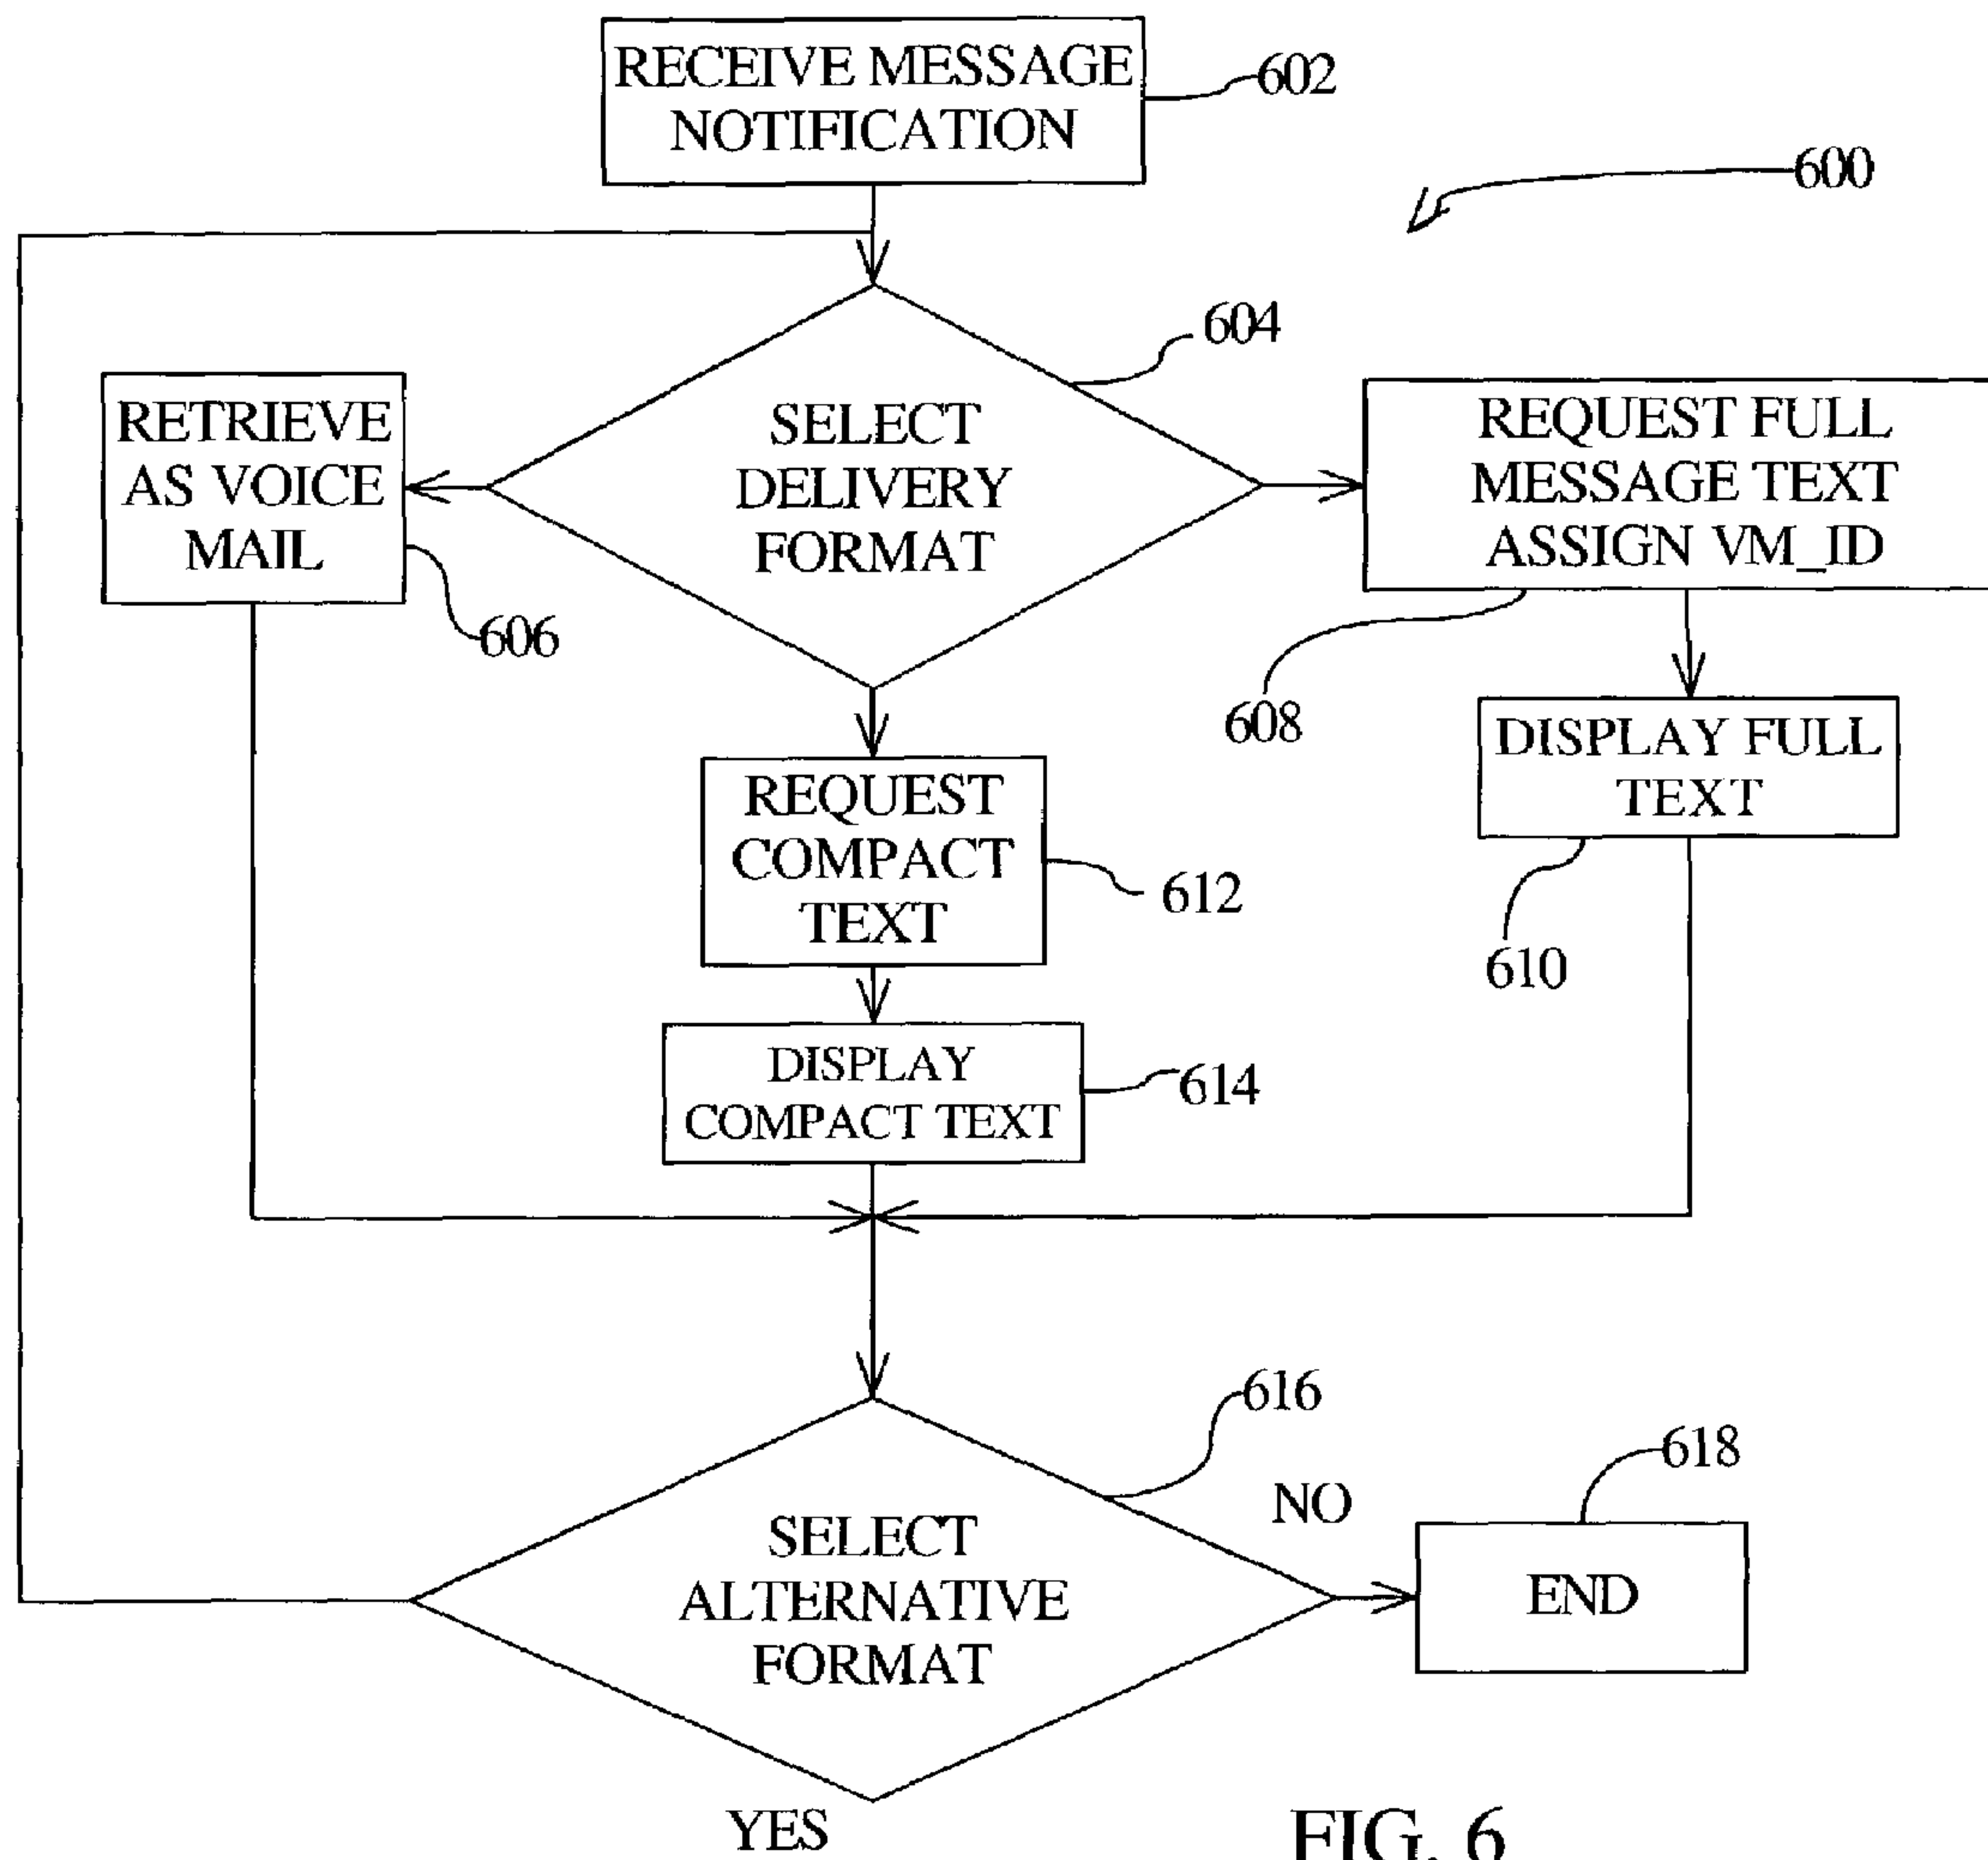 RECEIVE MESSAGE
NOTIFICATION
602
600
604
SELECT
DELIVERY
FORMAT
RETRIEVE
AS VOICE
MAIL
606
REQUEST FULL
MESSAGE TEXT
ASSIGN VM_ID
608
DISPLAY FULL
TEXT
610
REQUEST
COMPACT
TEXT
612
DISPLAY
COMPACT TEXT
614
616
SELECT
ALTERNATIVE
FORMAT
NO
618
END
YES
FIG. 6